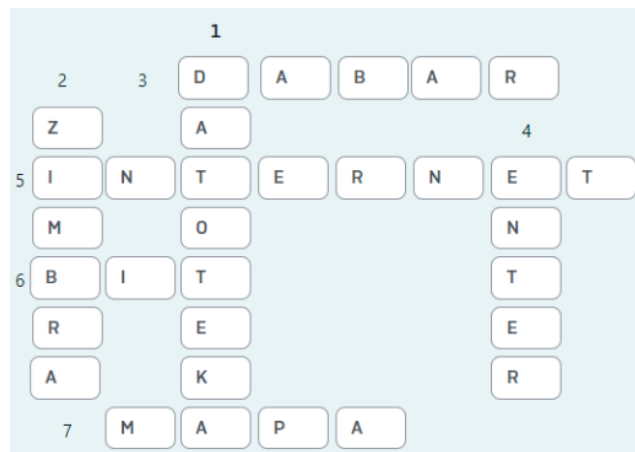 1
2 3 D A B A R
Z A 4
5 I N T E R N E T
M O N
6 B I T T
R E E
A K R
7 M A P A